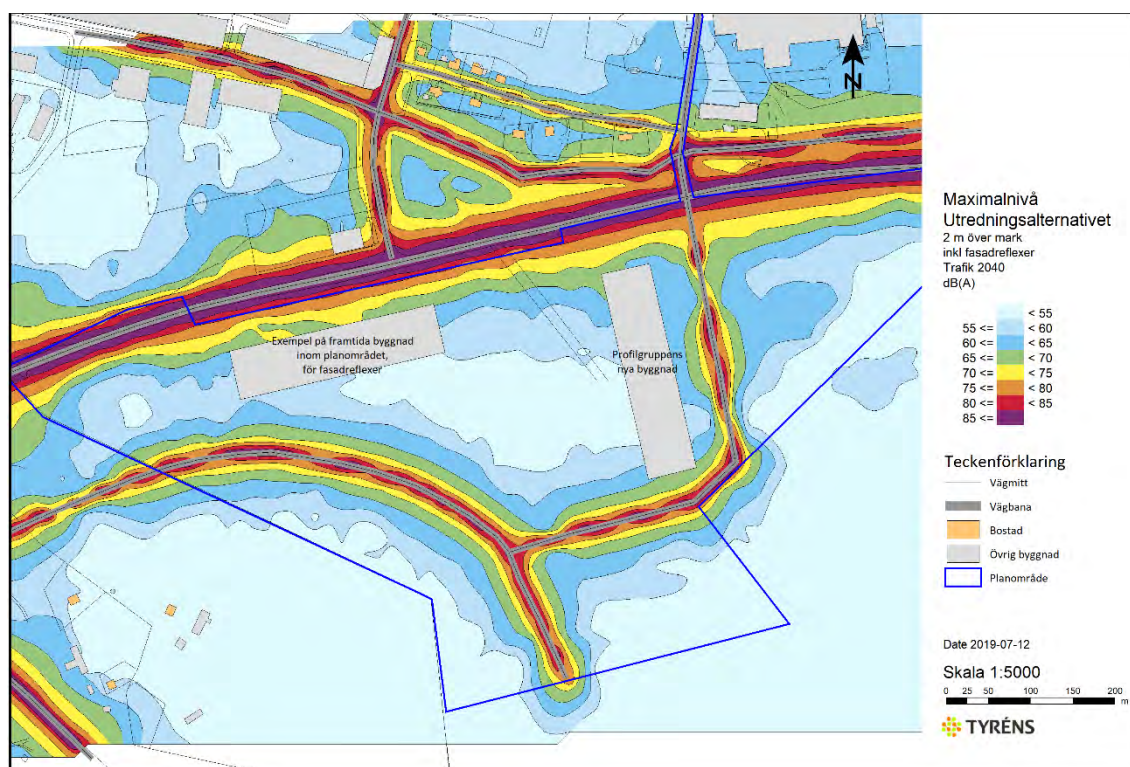 N
Exempel på framtida byggnad
inom planområdet,
för fasadreflexer
Profilgruppens
nya byggnad
Maximalnivå
Utredningsalternativet
2 m över mark
inkl fasadreflexer
Trafik 2040
dB(A)
< 55
55 <= < 60
60 <= < 65
65 <= < 70
70 <= < 75
75 <= < 80
80 <= < 85
85 <=
Teckenförklaring
Vägmitt
Vägbana
Bostad
Övrig byggnad
Planområde
Date 2019-07-12
Skala 1:5000
0 25 50 100 150 200
m
TYRÉNS